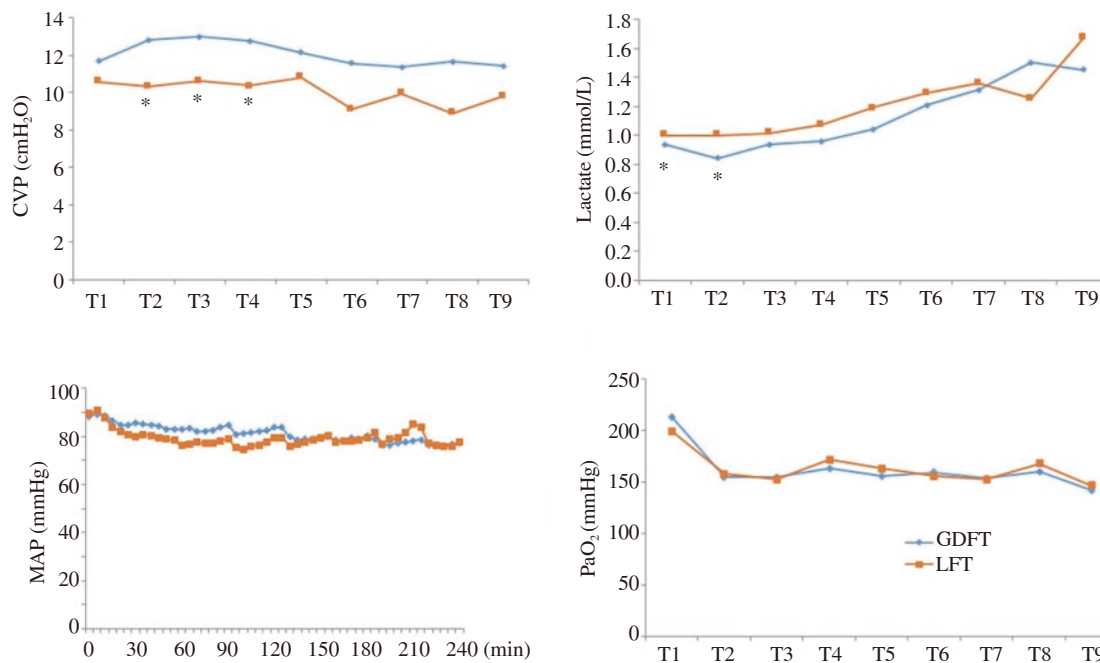 14
12
10
8
6
4
2
0
CVP (cmH₂O)
* * *
T1 T2 T3 T4 T5 T6 T7 T8 T9
1.8
1.6
1.4
1.2
1.0
0.8
0.6
0.4
0.2
0.0
Lactate (mmol/L)
* *
T1 T2 T3 T4 T5 T6 T7 T8 T9
100
80
60
40
20
0
MAP (mmHg)
0 30 60 90 120 150 180 210 240 (min)
250
200
150
100
50
0
PaO₂ (mmHg)
GDFT
LFT
T1 T2 T3 T4 T5 T6 T7 T8 T9